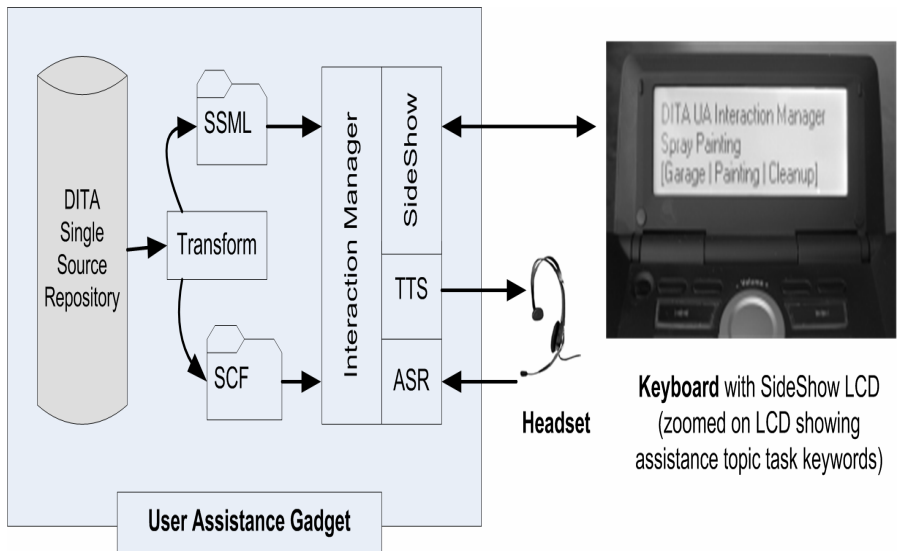 DITA
Single
Source
Repository
SSML
Transform
SCF
Interaction Manager
SideShow
TTS
ASR
DITA UA Interaction Manager
Spray Painting
[Garage | Painting | Cleanup]
Headset
Keyboard with SideShow LCD
(zoomed on LCD showing
assistance topic task keywords)
User Assistance Gadget